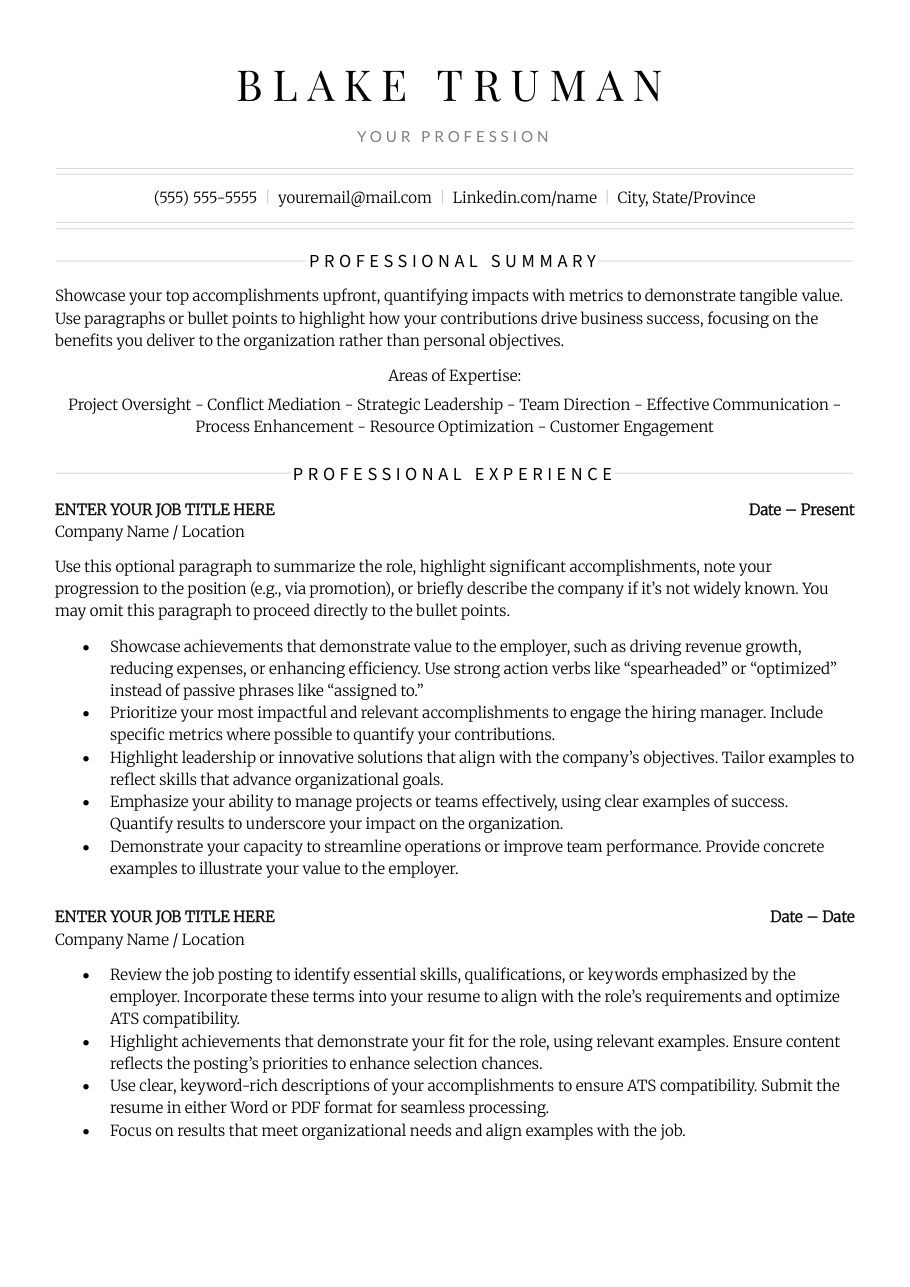 BLAKE TRUMAN
YOUR PROFESSION
(555) 555-5555 | youremail@mail.com | Linkedin.com/name | City, State/Province
PROFESSIONAL SUMMARY
Showcase your top accomplishments upfront, quantifying impacts with metrics to demonstrate tangible value.
Use paragraphs or bullet points to highlight how your contributions drive business success, focusing on the
benefits you deliver to the organization rather than personal objectives.
Areas of Expertise:
Project Oversight - Conflict Mediation - Strategic Leadership - Team Direction - Effective Communication -
Process Enhancement - Resource Optimization - Customer Engagement
PROFESSIONAL EXPERIENCE
ENTER YOUR JOB TITLE HERE Date – Present
Company Name / Location
Use this optional paragraph to summarize the role, highlight significant accomplishments, note your
progression to the position (e.g., via promotion), or briefly describe the company if it’s not widely known. You
may omit this paragraph to proceed directly to the bullet points.
• Showcase achievements that demonstrate value to the employer, such as driving revenue growth,
reducing expenses, or enhancing efficiency. Use strong action verbs like “spearheaded” or “optimized”
instead of passive phrases like “assigned to.”
• Prioritize your most impactful and relevant accomplishments to engage the hiring manager. Include
specific metrics where possible to quantify your contributions.
• Highlight leadership or innovative solutions that align with the company’s objectives. Tailor examples to
reflect skills that advance organizational goals.
• Emphasize your ability to manage projects or teams effectively, using clear examples of success.
Quantify results to underscore your impact on the organization.
• Demonstrate your capacity to streamline operations or improve team performance. Provide concrete
examples to illustrate your value to the employer.
ENTER YOUR JOB TITLE HERE Date – Date
Company Name / Location
• Review the job posting to identify essential skills, qualifications, or keywords emphasized by the
employer. Incorporate these terms into your resume to align with the role’s requirements and optimize
ATS compatibility.
• Highlight achievements that demonstrate your fit for the role, using relevant examples. Ensure content
reflects the posting’s priorities to enhance selection chances.
• Use clear, keyword-rich descriptions of your accomplishments to ensure ATS compatibility. Submit the
resume in either Word or PDF format for seamless processing.
• Focus on results that meet organizational needs and align examples with the job.